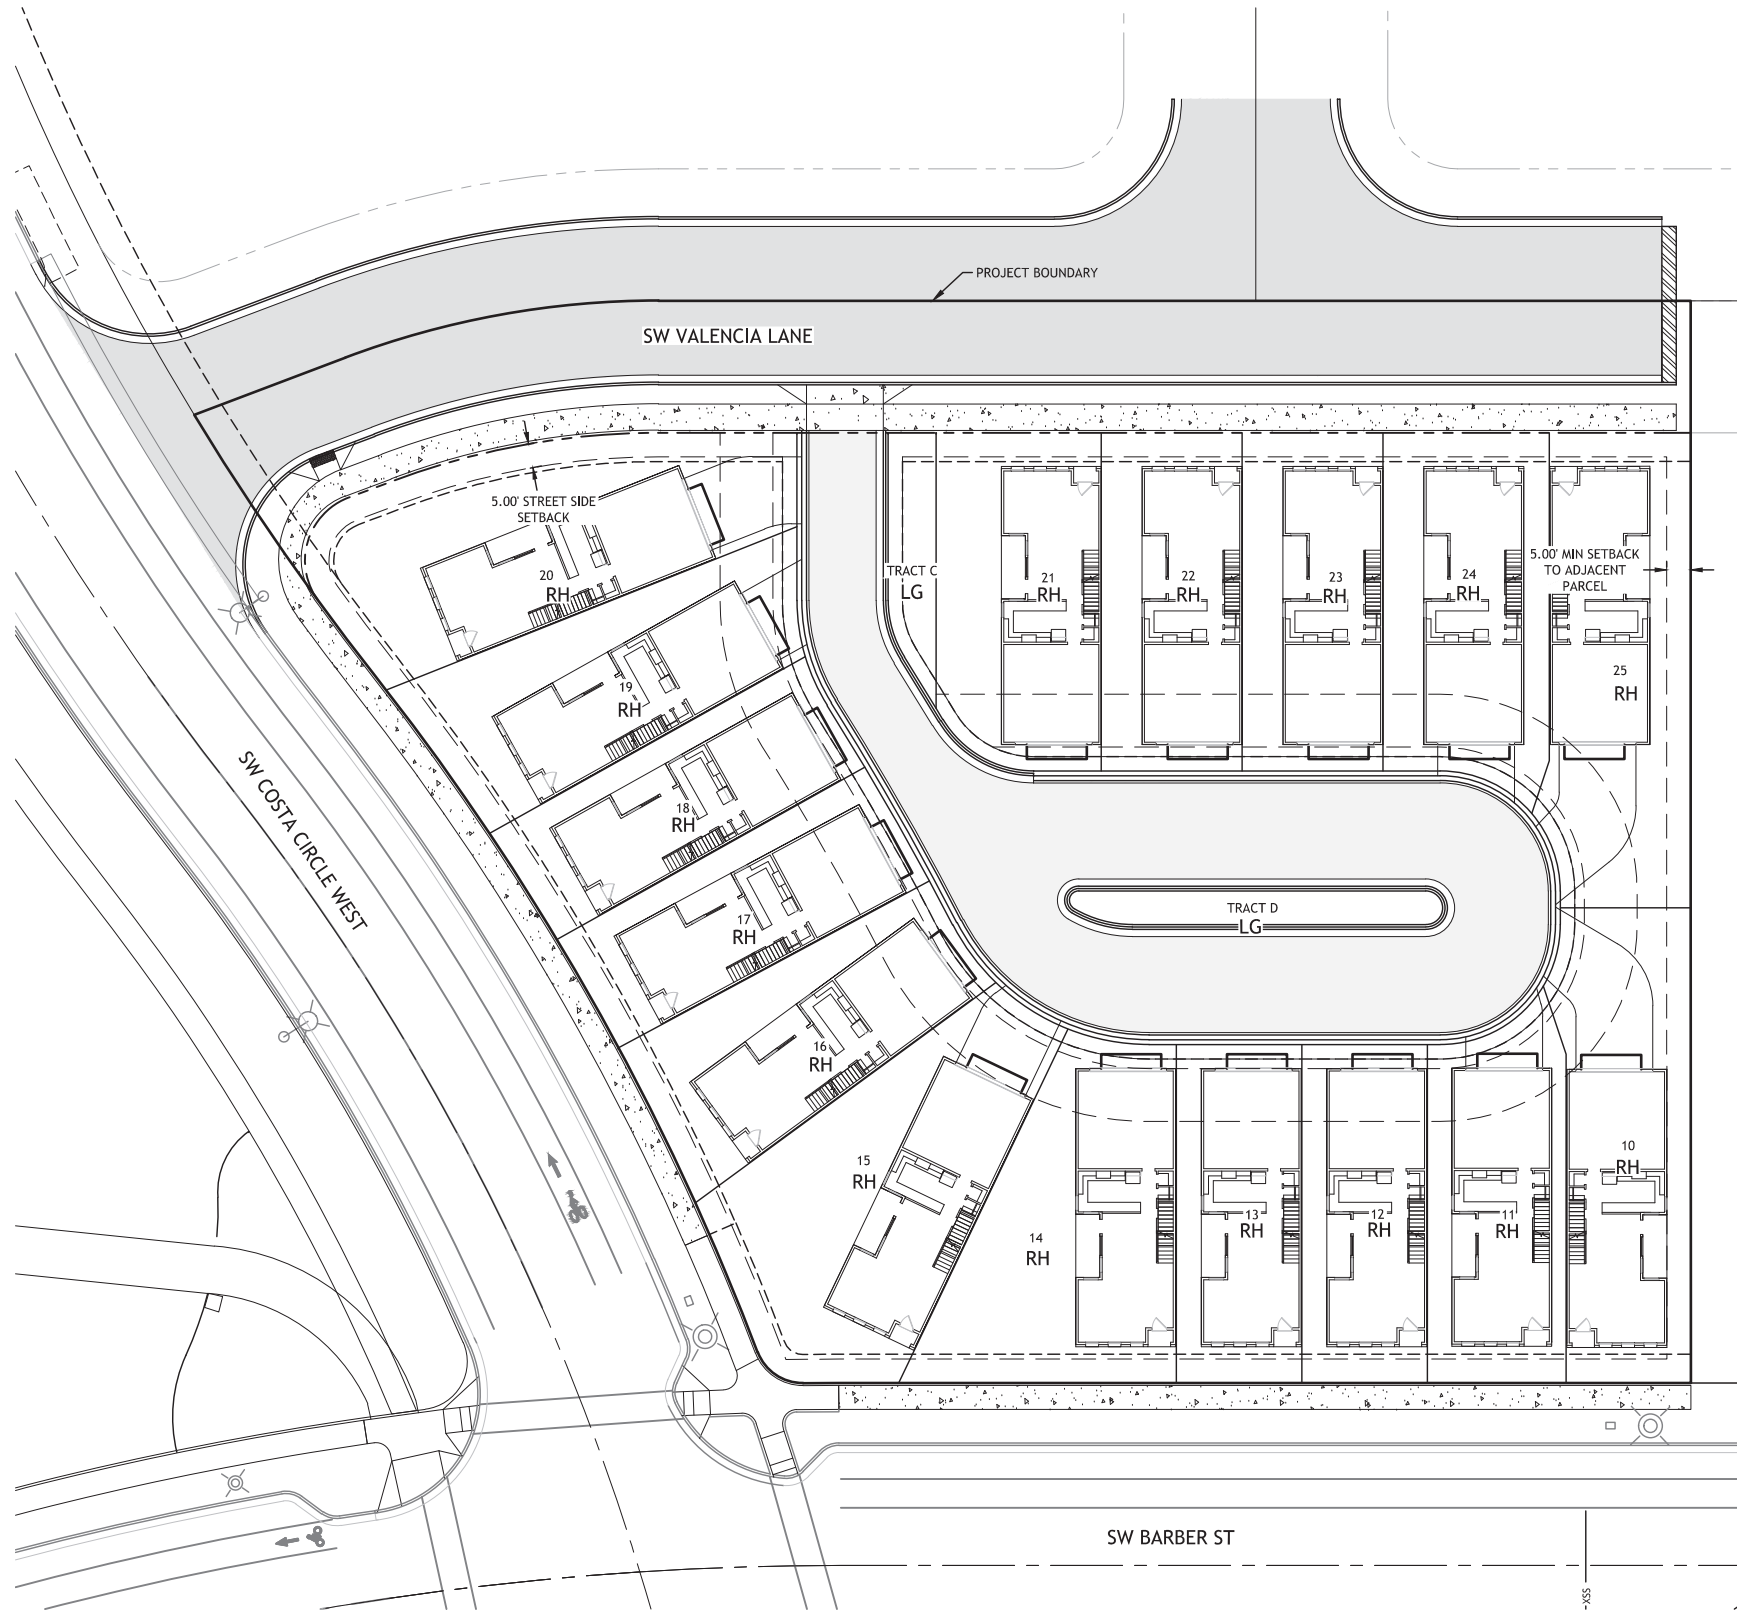 PROJECT BOUNDARY
SW VALENCIA LANE
5.00' STREET SIDE
SETBACK
20
RH
TRACT C
LG
21
RH
22
RH
23
RH
24
RH
5.00' MIN SETBACK
TO ADJACENT
PARCEL
25
RH
19
RH
18
RH
17
RH
16
RH
SW COSTA CIRCLE WEST
TRACT D
LG
15
RH
14
RH
13
RH
12
RH
11
RH
10
RH
SW BARBER ST
XSS